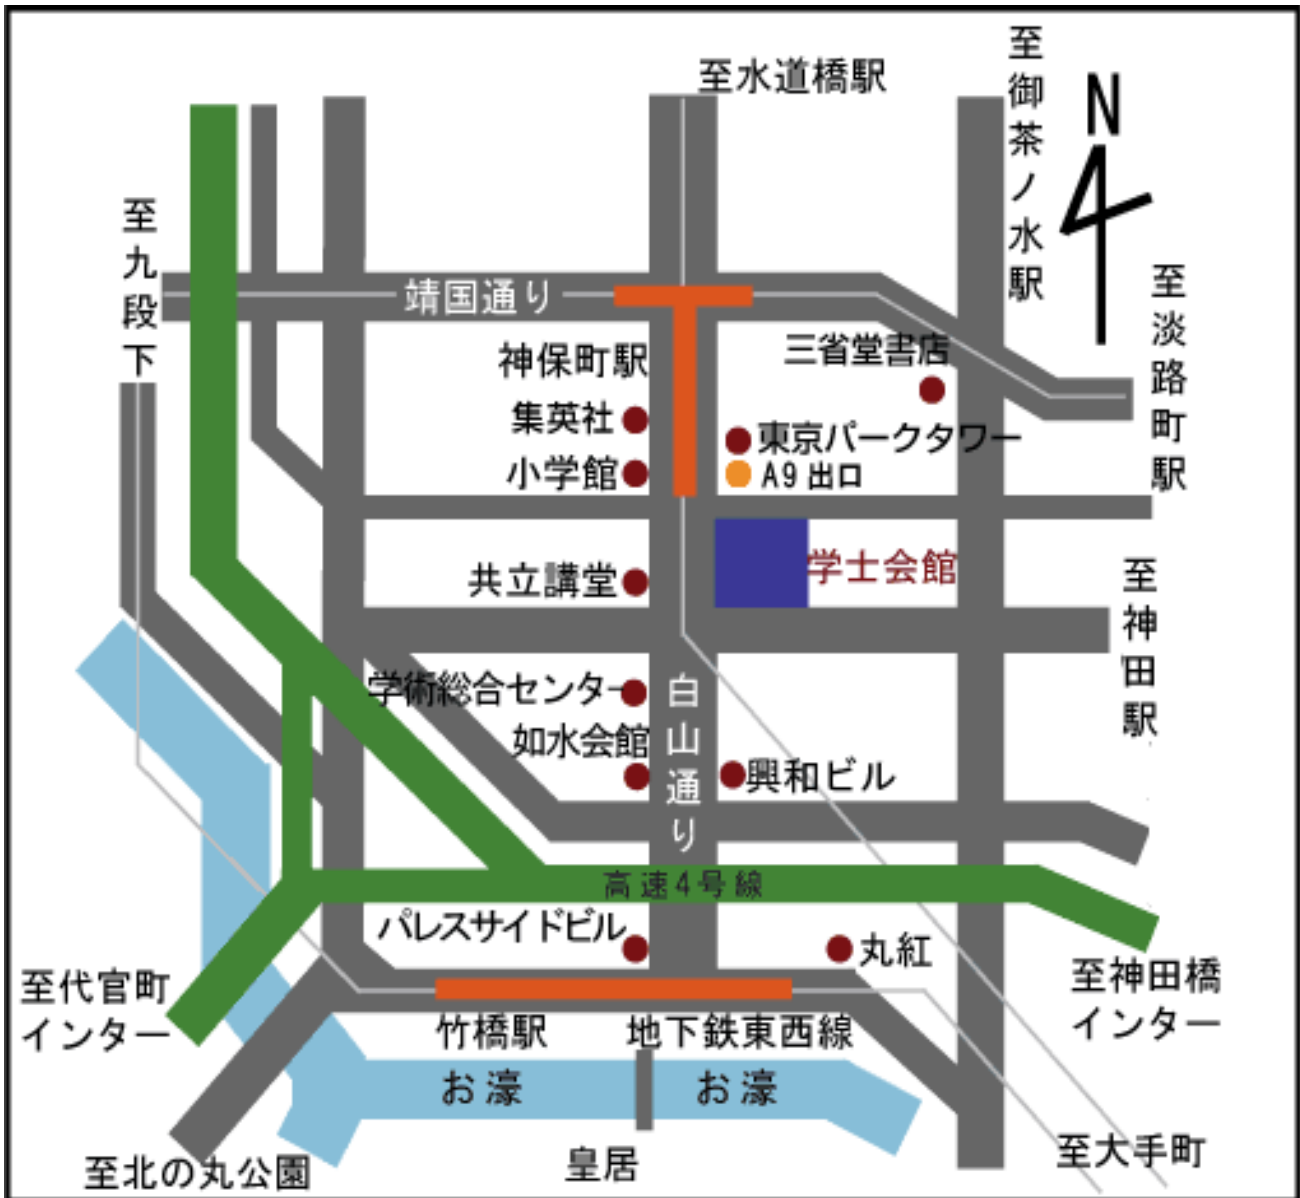 至水道橋駅
至御茶ノ水駅
N
至九段下
靖国通り
至淡路町駅
神保町駅
三省堂書店
集英社
東京パークタワー
小学館
A9出口
共立講堂
学士会館
至神田駅
学術総合センター
白山通り
如水会館
興和ビル
高速4号線
パレスサイドビル
丸紅
至代官町
インター
至神田橋
インター
竹橋駅
地下鉄東西線
お濠
お濠
皇居
至大手町
至北の丸公園